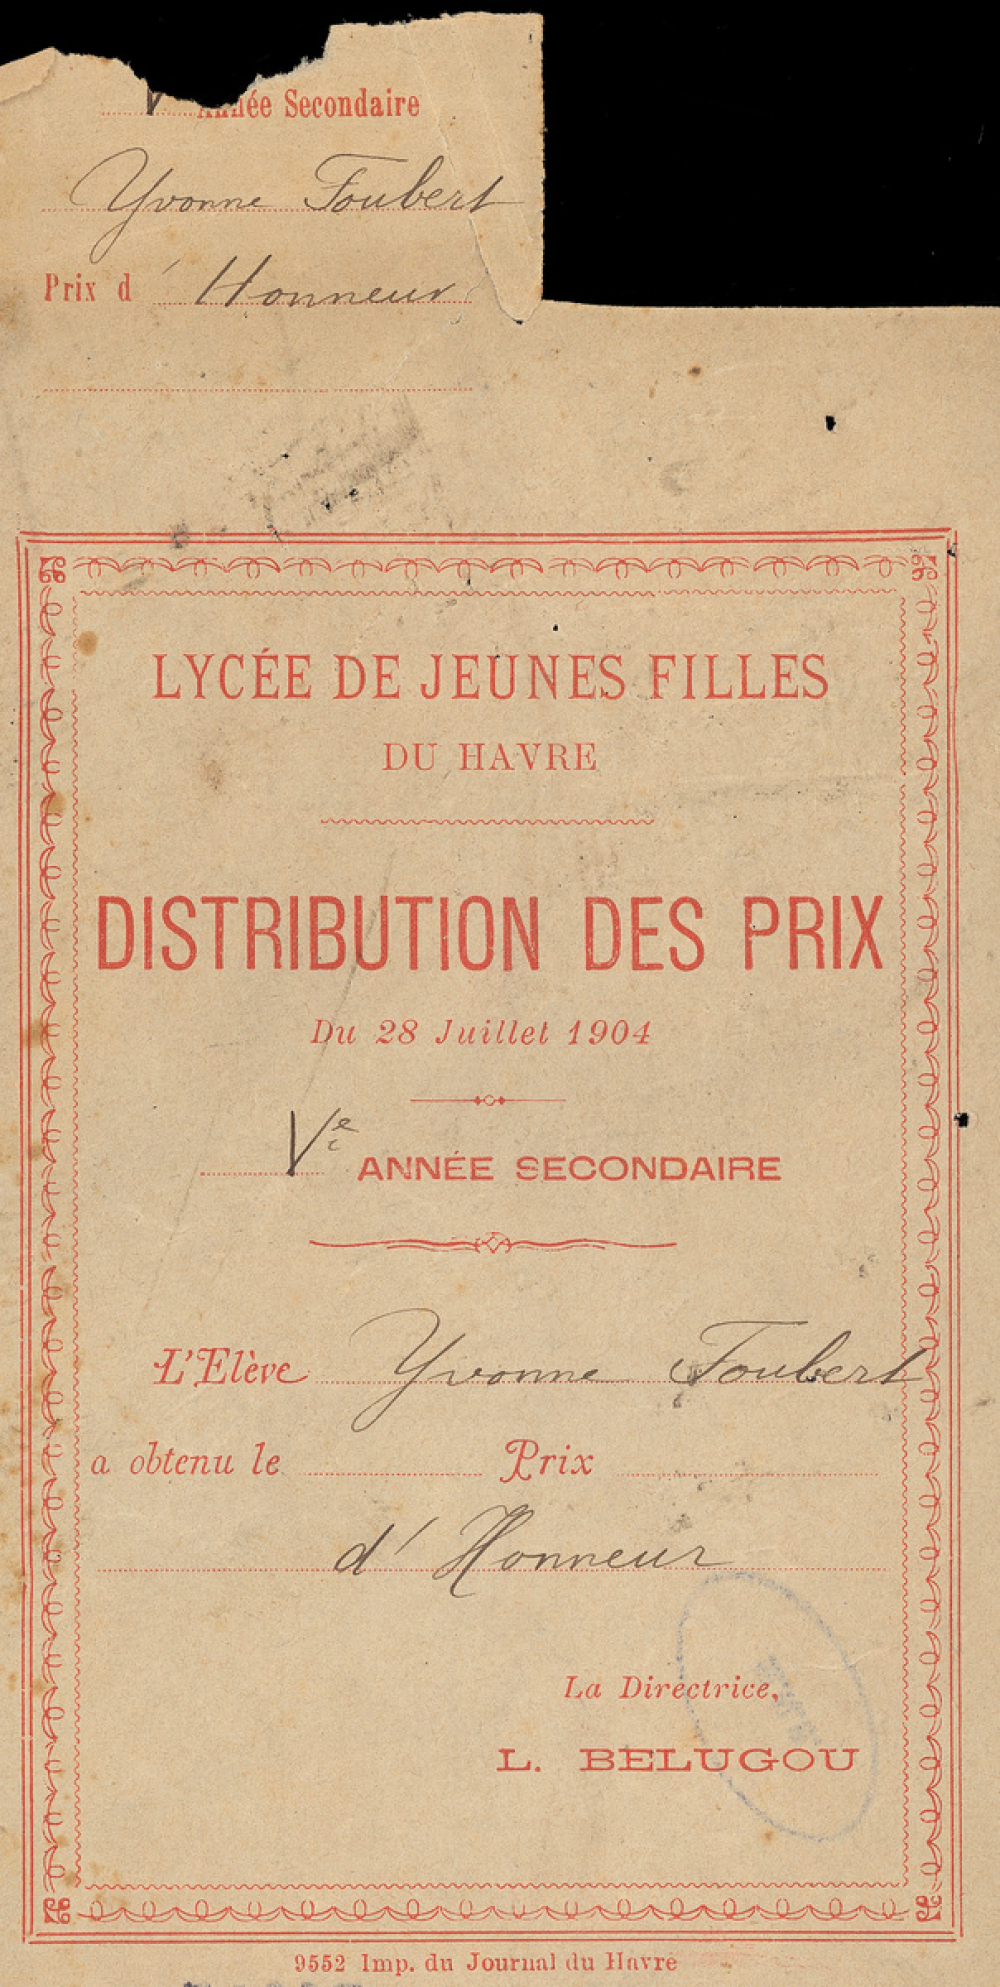 V Année Secondaire
Yvonne Foubert
Prix d'Honneur
LYCÉE DE JEUNES FILLES
DU HAVRE
DISTRIBUTION DES PRIX
Du 28 Juillet 1904
Ve ANNÉE SECONDAIRE
L'Elève Yvonne Foubert
a obtenu le Prix
d'Honneur
La Directrice,
L. BELUGOU
9552 Imp. du Journal du Havre